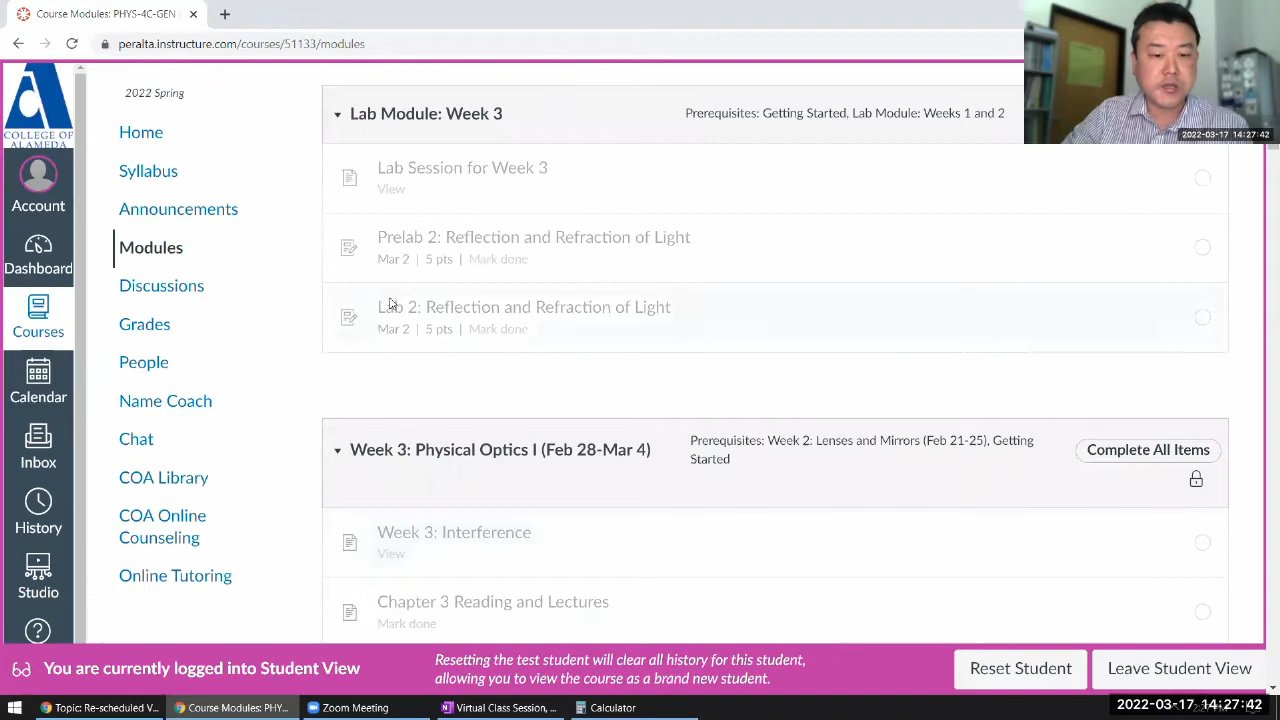 Course Modules: PHYS-4C-GEN
peralta.instructure.com/courses/51133/modules
2022-03-17 14:27:42
COLLEGE OF
ALAMEDA
Account
Dashboard
Courses
Calendar
Inbox
History
Studio
2022 Spring
Home
Syllabus
Announcements
Modules
Discussions
Grades
People
Name Coach
Chat
COA Library
COA Online
Counseling
Online Tutoring
Lab Module: Week 3
Prerequisites: Getting Started, Lab Module: Weeks 1 and 2
Lab Session for Week 3
View
Prelab 2: Reflection and Refraction of Light
Mar 2 | 5 pts | Mark done
Lab 2: Reflection and Refraction of Light
Mar 2 | 5 pts | Mark done
Week 3: Physical Optics I (Feb 28-Mar 4)
Prerequisites: Week 2: Lenses and Mirrors (Feb 21-25), Getting
Started
Complete All Items
Week 3: Interference
View
Chapter 3 Reading and Lectures
Mark done
You are currently logged into Student View
Resetting the test student will clear all history for this student,
allowing you to view the course as a brand new student.
Reset Student
Leave Student View
Topic: Re-scheduled V...
Course Modules: PHY...
Zoom Meeting
Virtual Class Session, ...
Calculator
2022-03-17 14:27:42